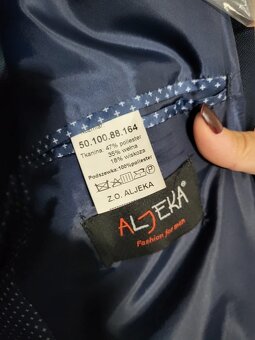 50.100.88.164
Tkanina: 47% poliester
35% wełna
18% wiskoza
Podszewka:100%poliester
Z.O. ALJEKA
ALJEKA
Fashion for men